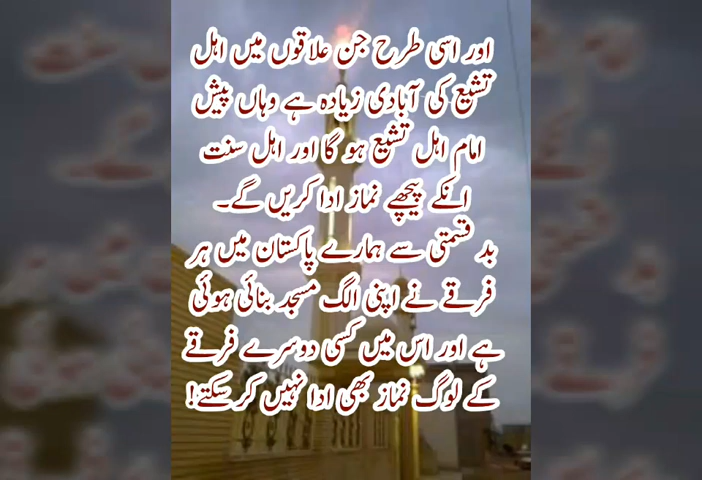 اور اسی طرح جن علاقوں میں اہل
تشیع کی آبادی زیادہ ہے وہاں پیش
امام اہل تشیع ہو گا اور اہل سنت
انکے پیچھے نماز ادا کریں گے۔
بد قسمتی سے ہمارے پاکستان میں ہر
فرقے نے اپنی الگ مسجد بنائی ہوئی
ہے اور اس میں کسی دوسرے فرقے
کے لوگ نماز بھی ادا نہیں کر سکتے!